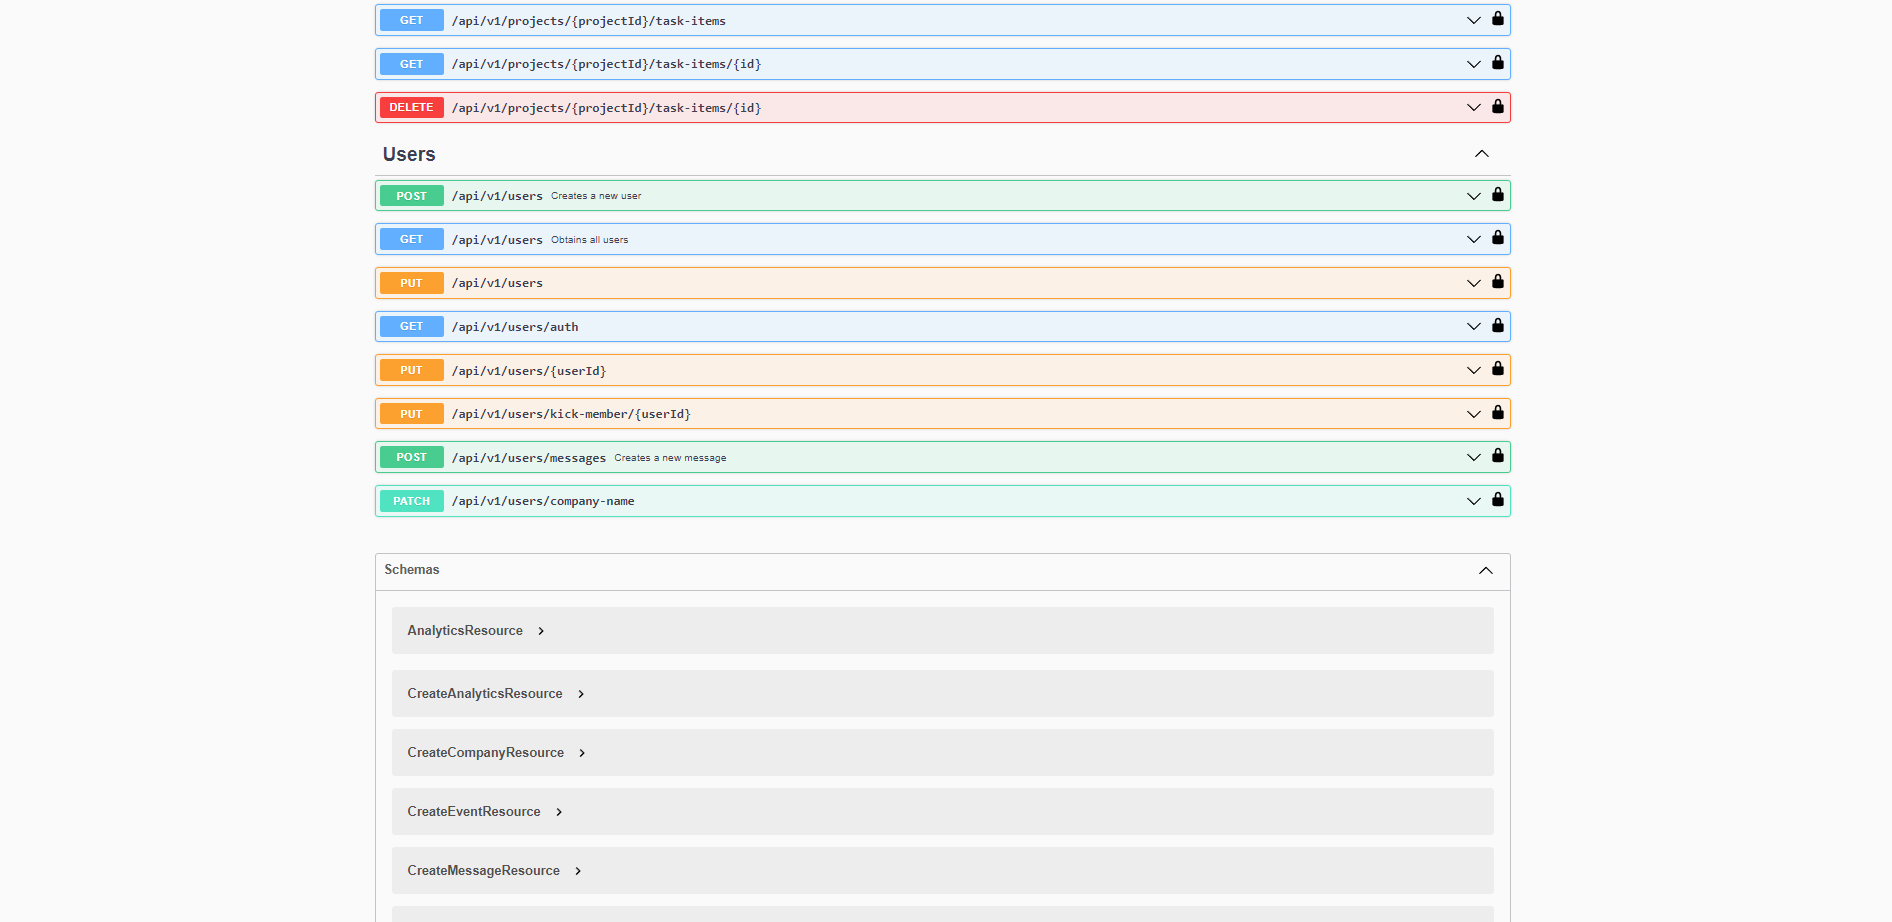 GET /api/v1/projects/{projectId}/task-items
GET /api/v1/projects/{projectId}/task-items/{id}
DELETE /api/v1/projects/{projectId}/task-items/{id}
Users
POST /api/v1/users Creates a new user
GET /api/v1/users Obtains all users
PUT /api/v1/users
GET /api/v1/users/auth
PUT /api/v1/users/{userId}
PUT /api/v1/users/kick-member/{userId}
POST /api/v1/users/messages Creates a new message
PATCH /api/v1/users/company-name
Schemas
AnalyticsResource
CreateAnalyticsResource
CreateCompanyResource
CreateEventResource
CreateMessageResource